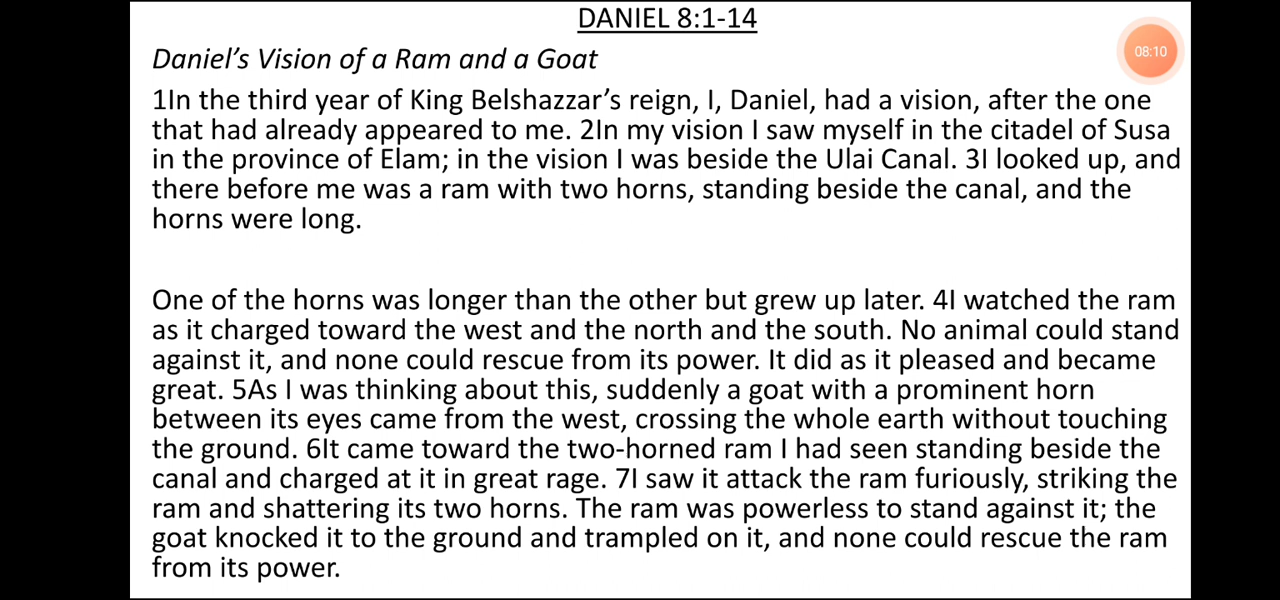 DANIEL 8:1-14
08:10
Daniel’s Vision of a Ram and a Goat
1In the third year of King Belshazzar’s reign, I, Daniel, had a vision, after the one
that had already appeared to me. 2In my vision I saw myself in the citadel of Susa
in the province of Elam; in the vision I was beside the Ulai Canal. 3I looked up, and
there before me was a ram with two horns, standing beside the canal, and the
horns were long.
One of the horns was longer than the other but grew up later. 4I watched the ram
as it charged toward the west and the north and the south. No animal could stand
against it, and none could rescue from its power. It did as it pleased and became
great. 5As I was thinking about this, suddenly a goat with a prominent horn
between its eyes came from the west, crossing the whole earth without touching
the ground. 6It came toward the two-horned ram I had seen standing beside the
canal and charged at it in great rage. 7I saw it attack the ram furiously, striking the
ram and shattering its two horns. The ram was powerless to stand against it; the
goat knocked it to the ground and trampled on it, and none could rescue the ram
from its power.